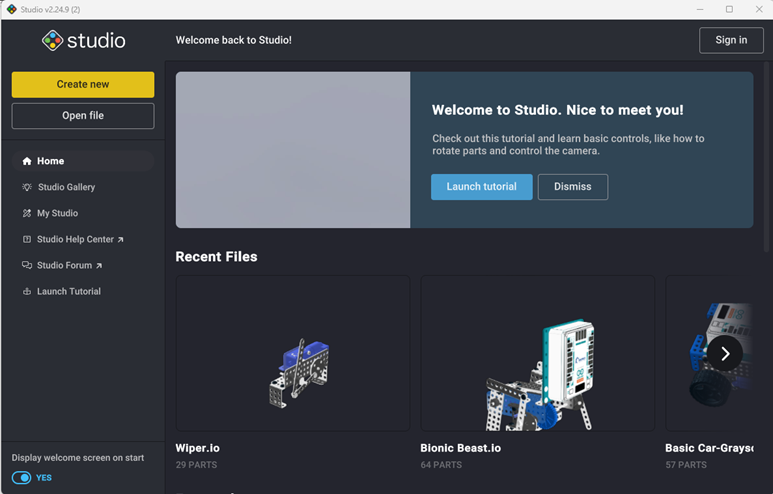 Studio v2.24.9 (2)
studio
Welcome back to Studio!
Sign in
Create new
Open file
Home
Studio Gallery
My Studio
Studio Help Center
Studio Forum
Launch Tutorial
Display welcome screen on start
YES
Welcome to Studio. Nice to meet you!
Check out this tutorial and learn basic controls, like how to
rotate parts and control the camera.
Launch tutorial
Dismiss
Recent Files
Wiper.io
29 PARTS
Bionic Beast.io
64 PARTS
Basic Car-Graysc
57 PARTS